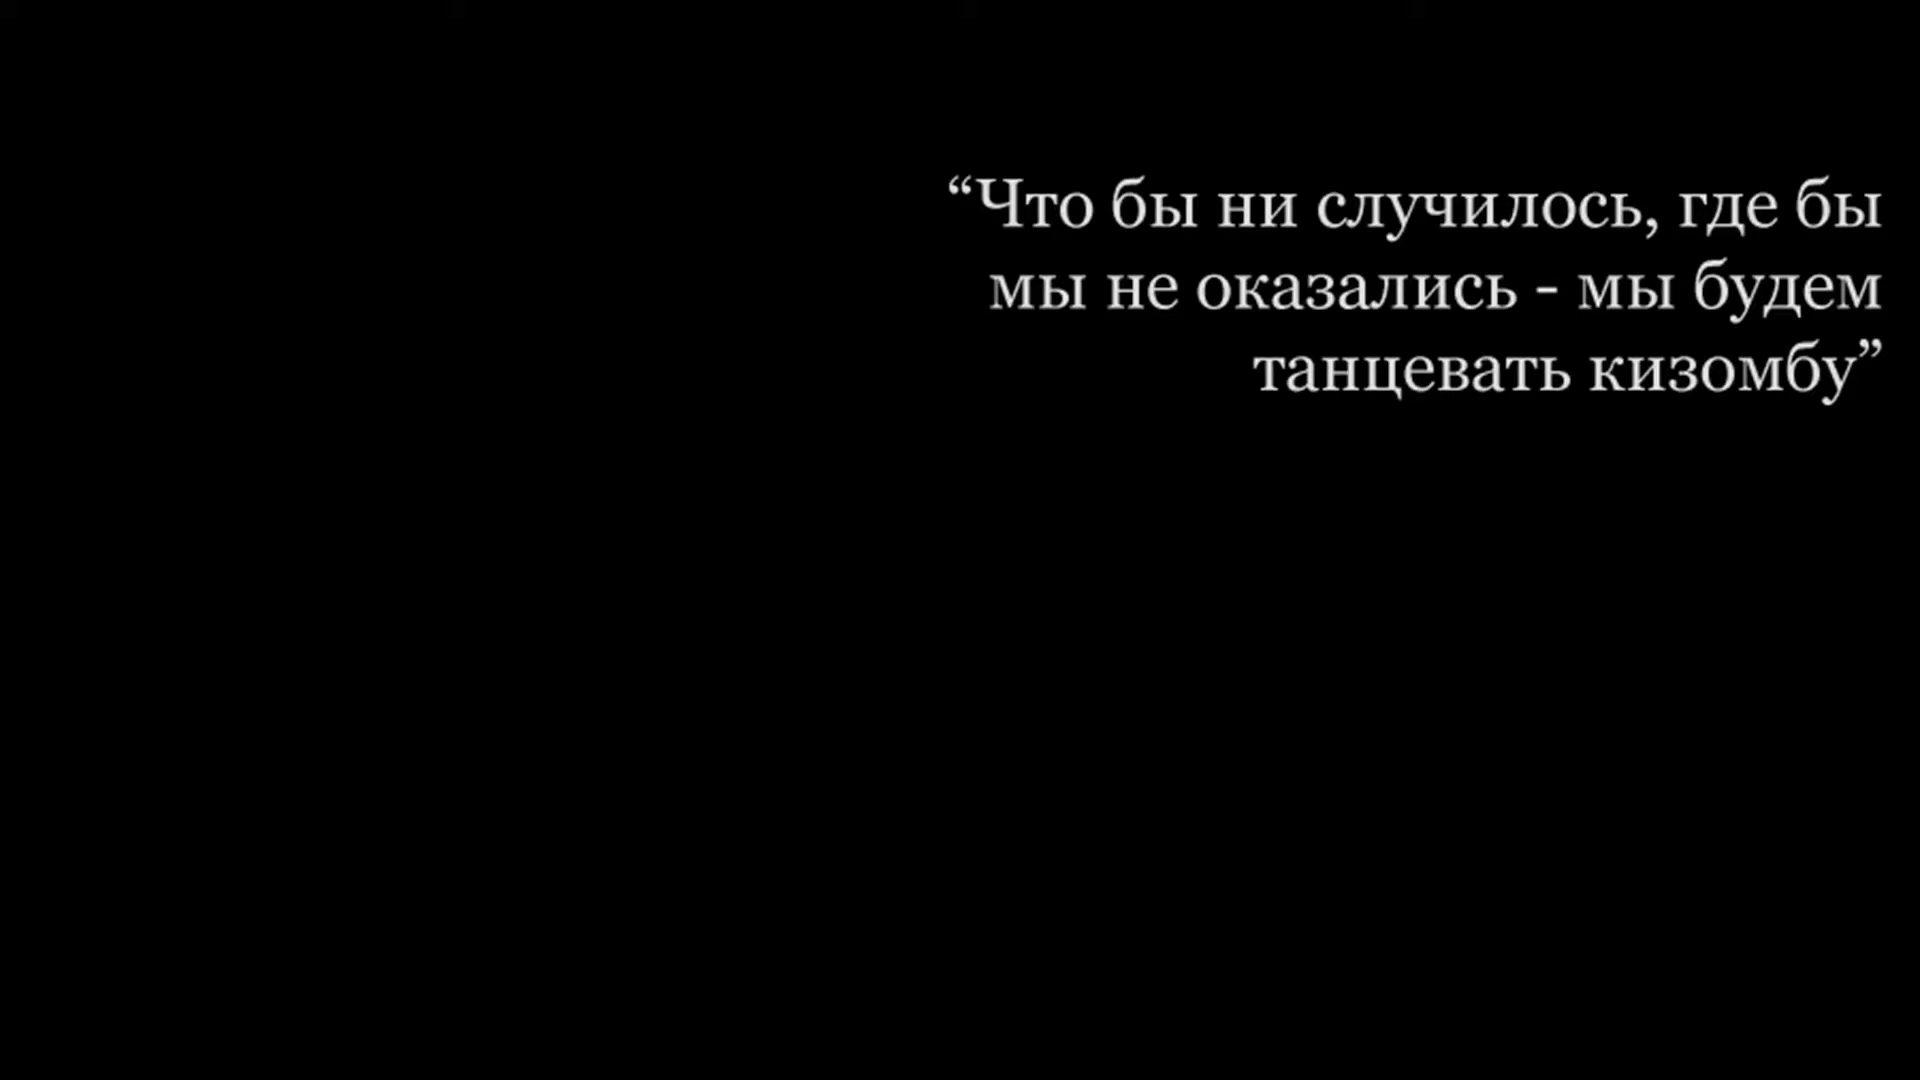 “Что бы ни случилось, где бы
мы не оказались - мы будем
танцевать кизомбу”